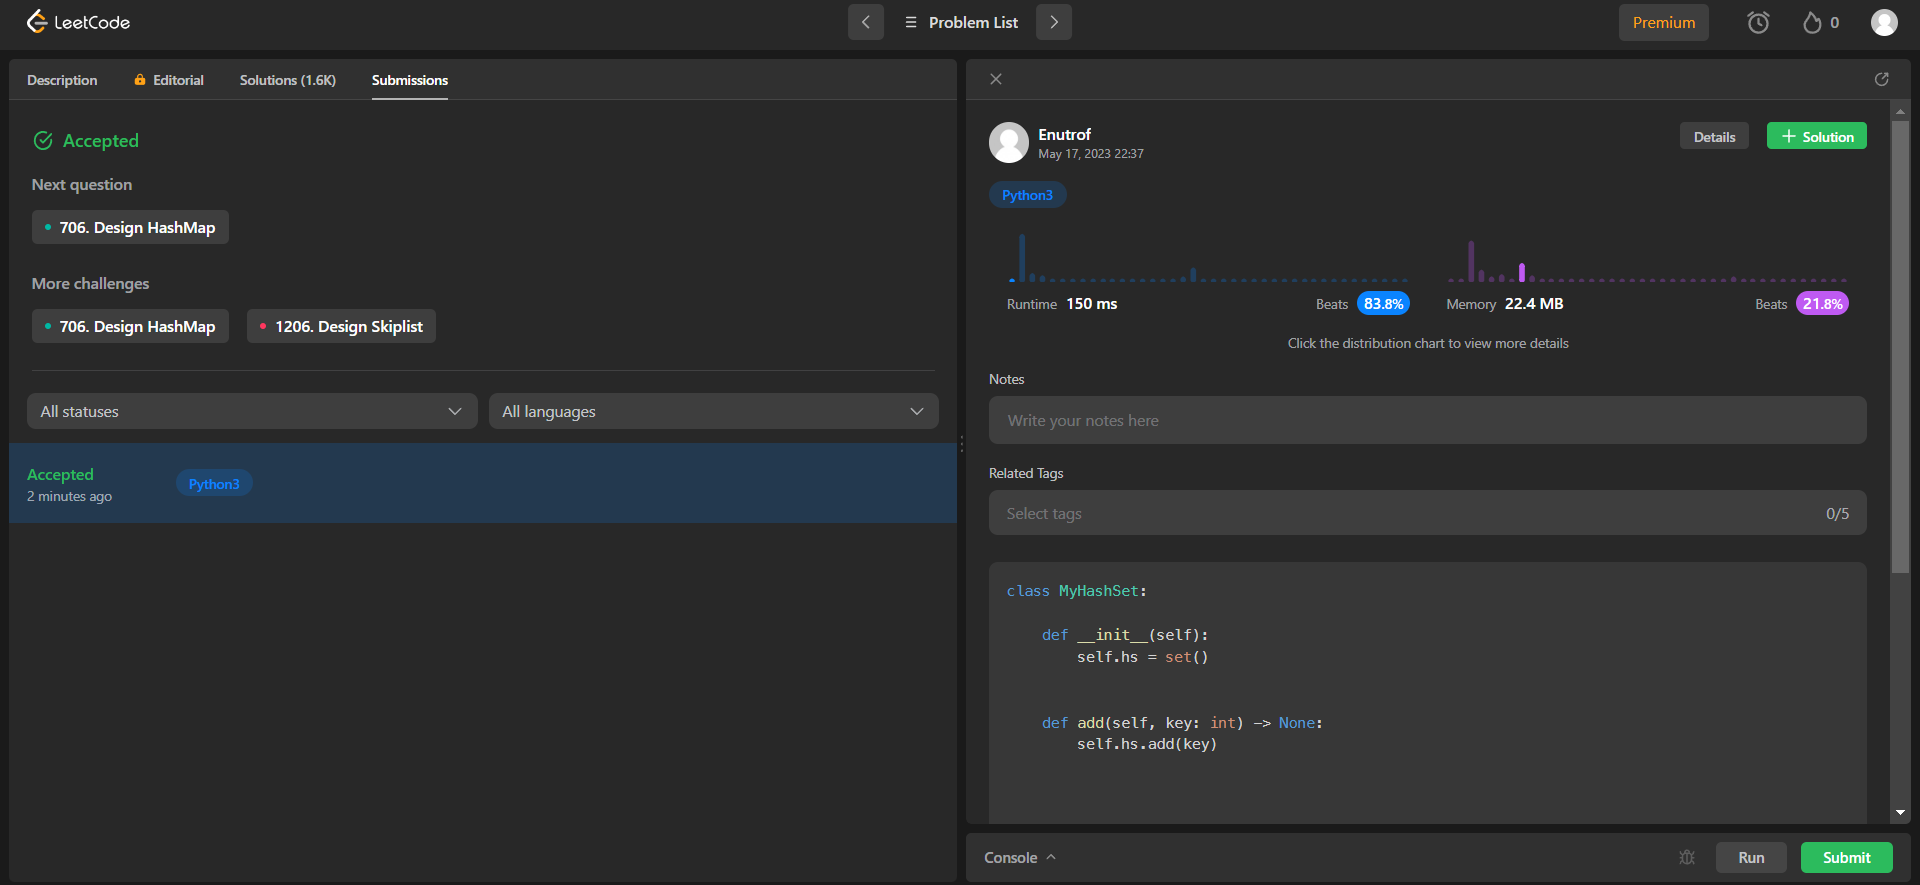 LeetCode
Problem List
Premium
0
Description
Editorial
Solutions (1.6K)
Submissions
Accepted
Next question
706. Design HashMap
More challenges
706. Design HashMap
1206. Design Skiplist
All statuses
All languages
Accepted
2 minutes ago
Python3
Enutrof
May 17, 2023 22:37
Details
Solution
Python3
Runtime 150 ms
Beats 83.8%
Memory 22.4 MB
Beats 21.8%
Click the distribution chart to view more details
Notes
Write your notes here
Related Tags
Select tags
0/5
class MyHashSet:
def __init__(self):
self.hs = set()
def add(self, key: int) -> None:
self.hs.add(key)
Console
Run
Submit